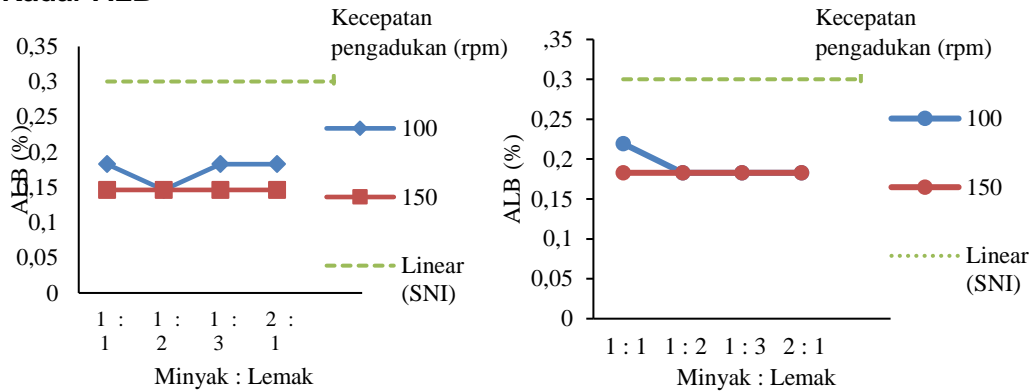 Kecepatan
pengadukan (rpm)
0,35
0,3
0,25
0,2
0,15
0,1
0,05
0
ALB (%)
100
150
Linear
(SNI)
1 : 1
1 : 2
1 : 3
2 : 1
Minyak : Lemak
Kecepatan
pengadukan (rpm)
,35
0,3
0,25
0,2
0,15
0,1
0,05
0
ALB (%)
100
150
Linear
(SNI)
1 : 1 1 : 2 1 : 3 2 : 1
Minyak : Lemak